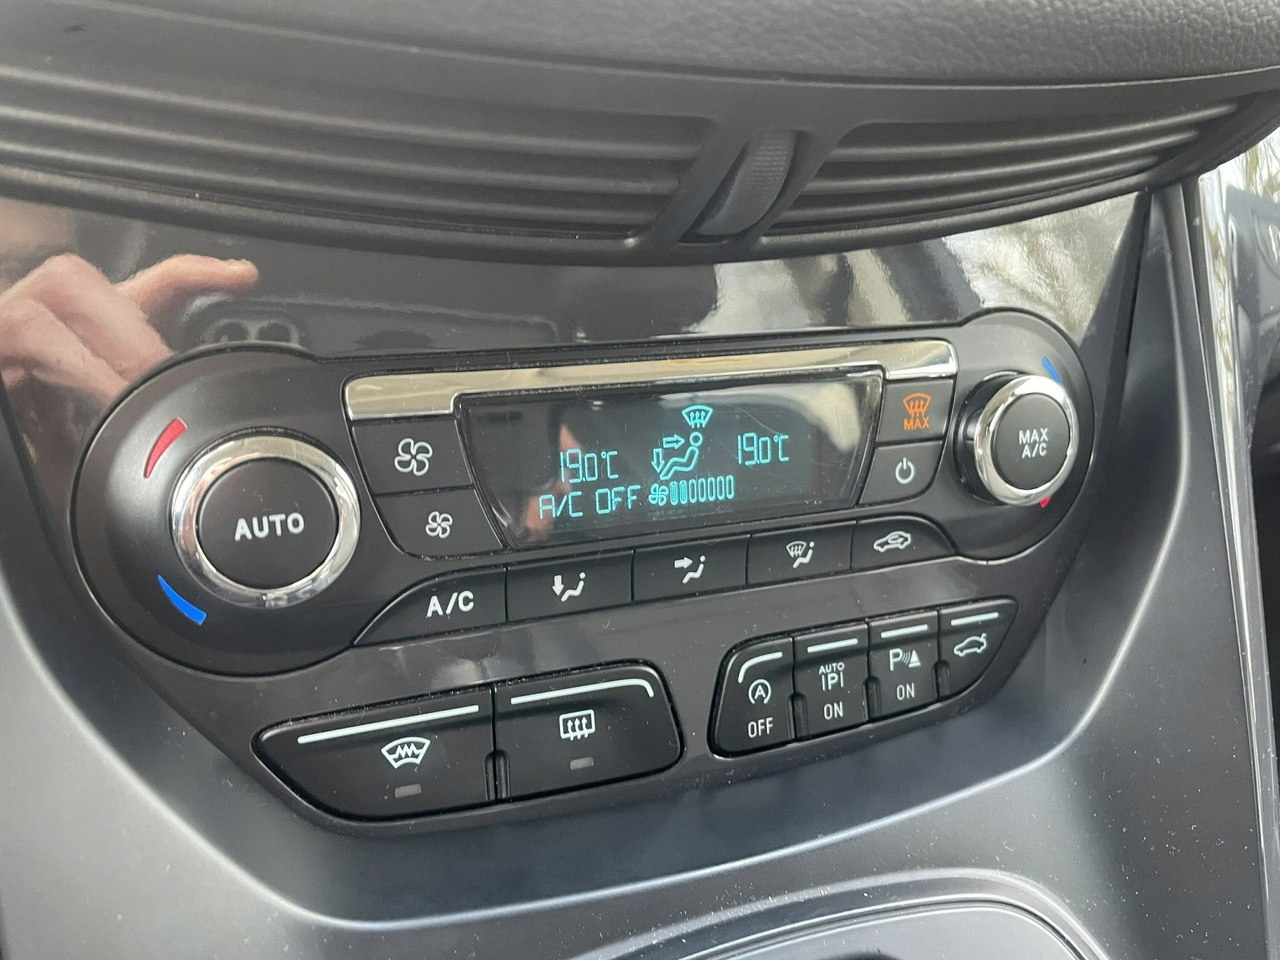 MAX
19.0°C
19.0°C
A/C OFF
MAX
A/C
AUTO
A/C
A
OFF
AUTO
P
ON
P
ON